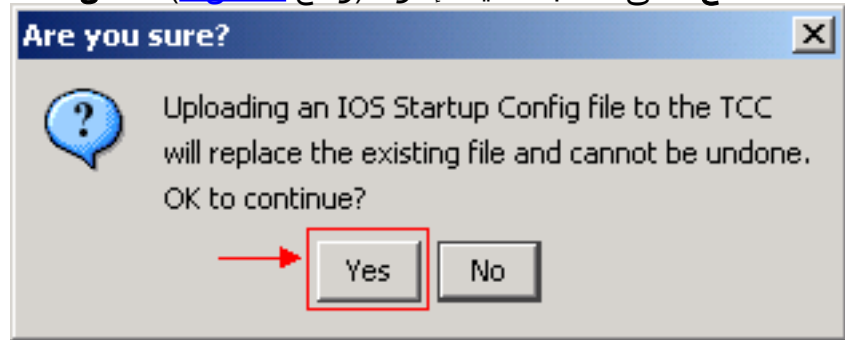 Are you sure?
Uploading an IOS Startup Config file to the TCC
will replace the existing file and cannot be undone.
OK to continue?
Yes
No